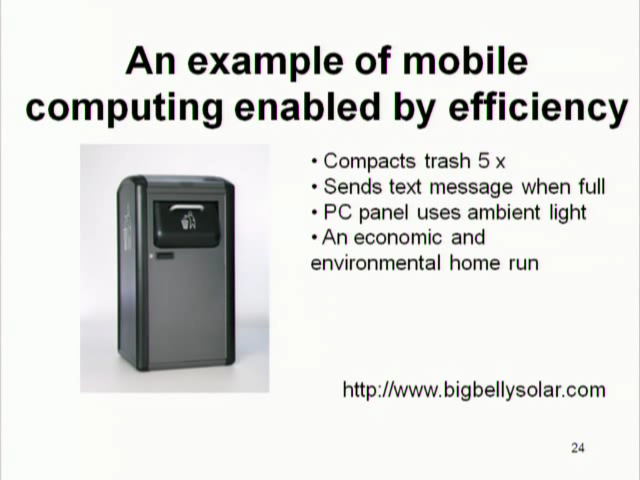 An example of mobile
computing enabled by efficiency
• Compacts trash 5 x
• Sends text message when full
• PC panel uses ambient light
• An economic and
environmental home run
http://www.bigbellysolar.com
24